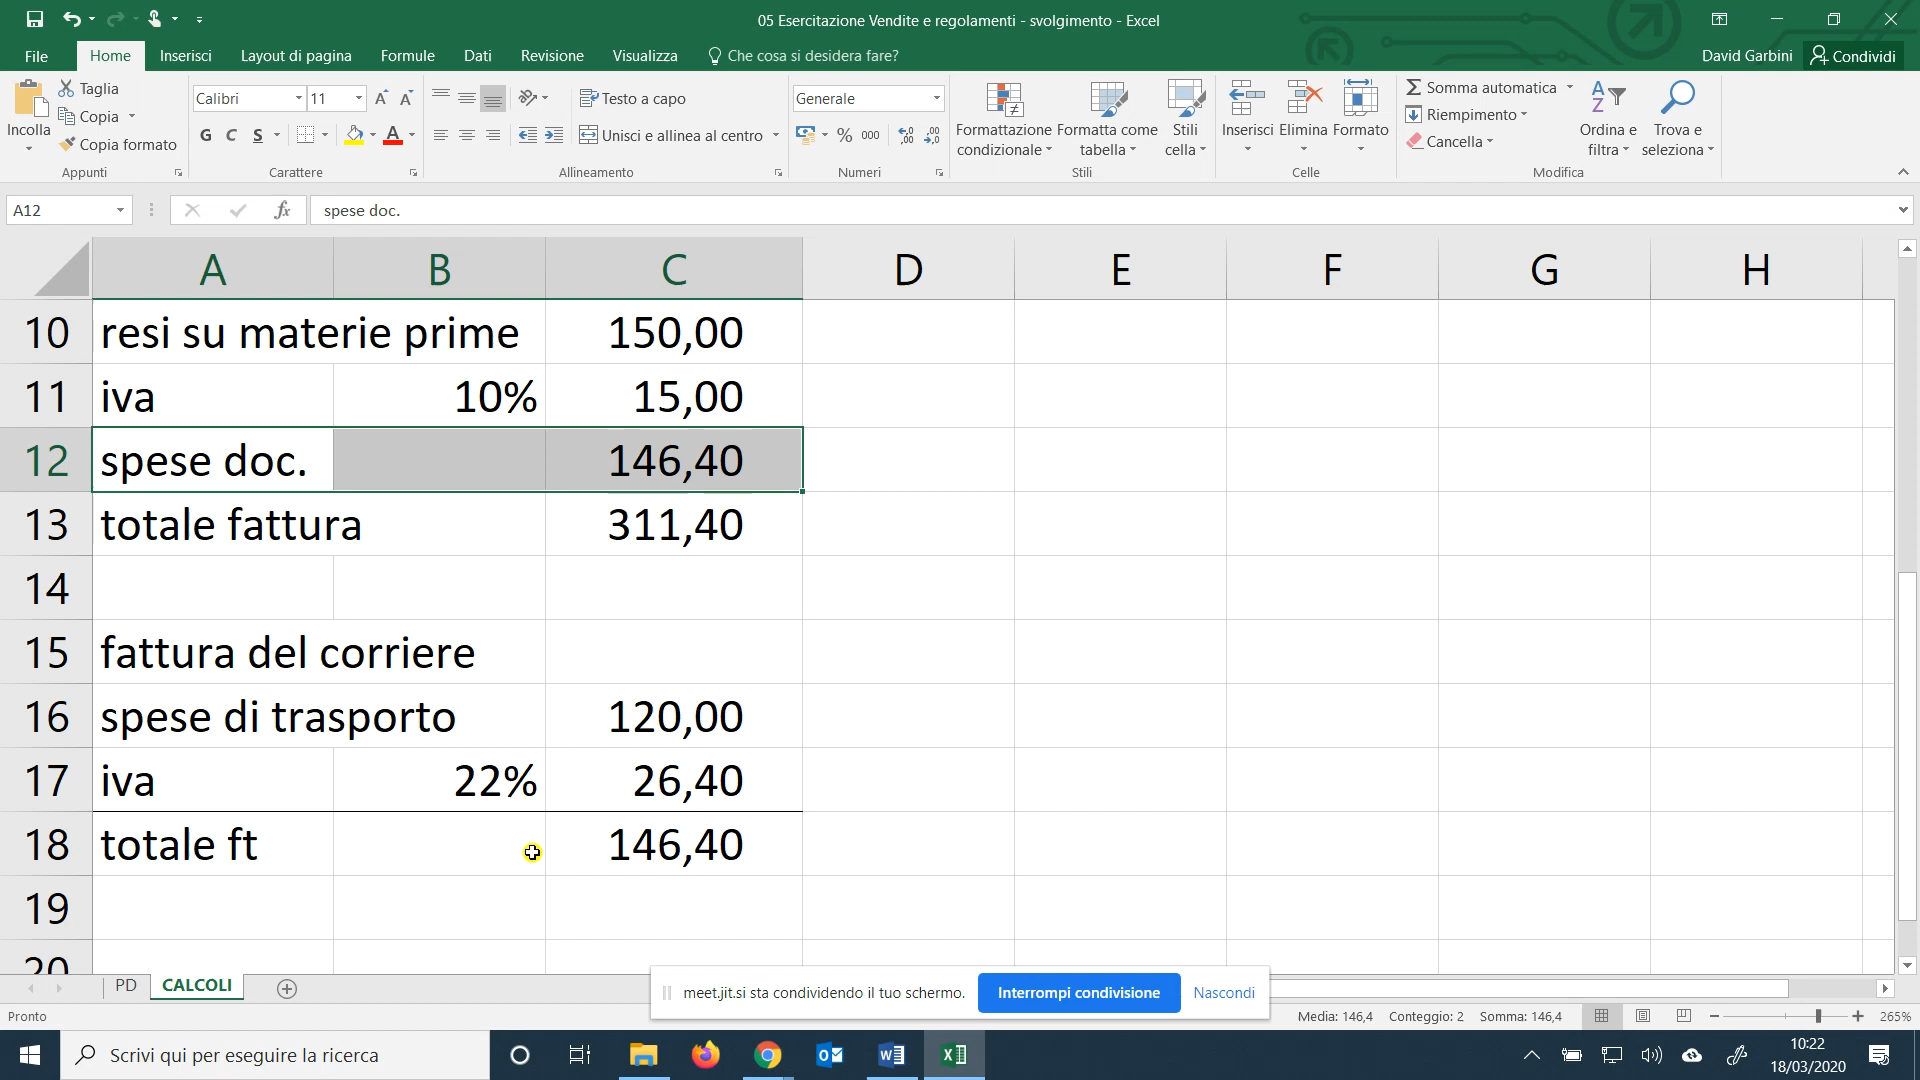 05 Esercitazione Vendite e regolamenti - svolgimento - Excel
File Home Inserisci Layout di pagina Formule Dati Revisione Visualizza Che cosa si desidera fare? David Garbini Condividi
Incolla
Taglia
Copia
Copia formato
Appunti
Calibri 11
G C S A
Carattere
Testo a capo
Unisci e allinea al centro
Allineamento
Generale
% 000
Numeri
Formattazione condizionale
Formatta come tabella
Stili cella
Stili
Inserisci Elimina Formato
Celle
Somma automatica
Riempimento
Cancella
Ordina e filtra
Trova e seleziona
Modifica
A12 fx spese doc.
A B C D E F G H
10 resi su materie prime 150,00
11 iva 10% 15,00
12 spese doc. 146,40
13 totale fattura 311,40
14
15 fattura del corriere
16 spese di trasporto 120,00
17 iva 22% 26,40
18 totale ft 146,40
19
20
PD CALCOLI
meet.jit.si sta condividendo il tuo schermo. Interrompi condivisione Nascondi
Pronto Media: 146,4 Conteggio: 2 Somma: 146,4 265%
Scrivi qui per eseguire la ricerca
10:22
18/03/2020